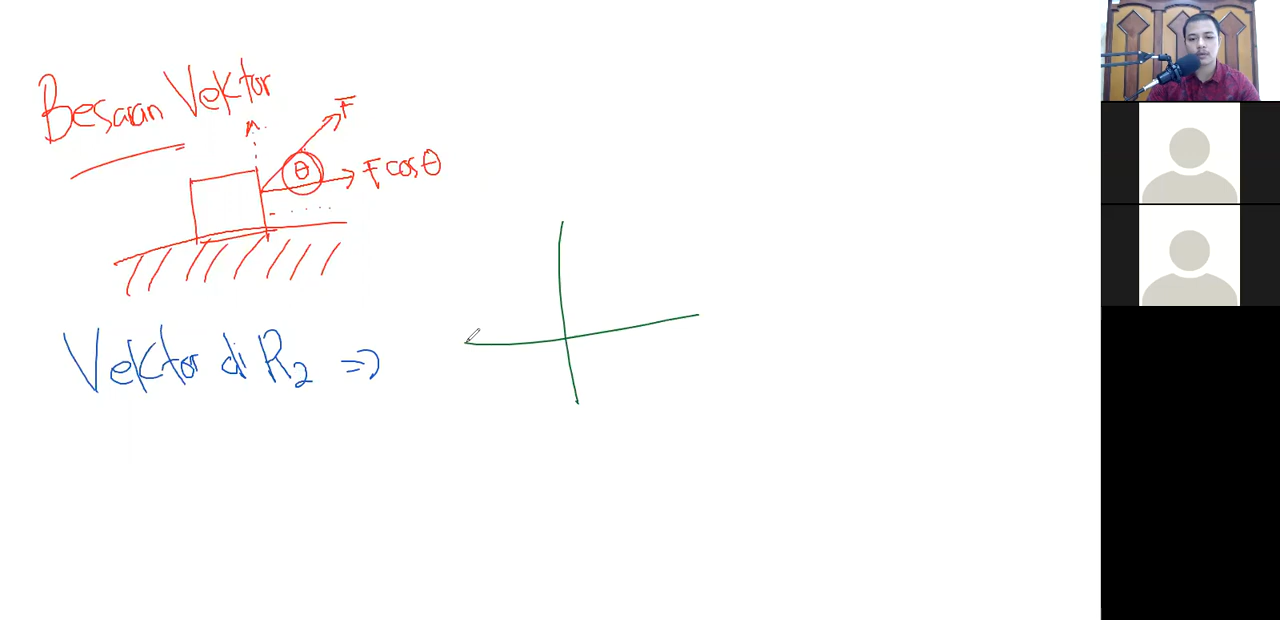 Besaran Vektor
F
θ
F cos θ
Vektor di R₂ ⇒